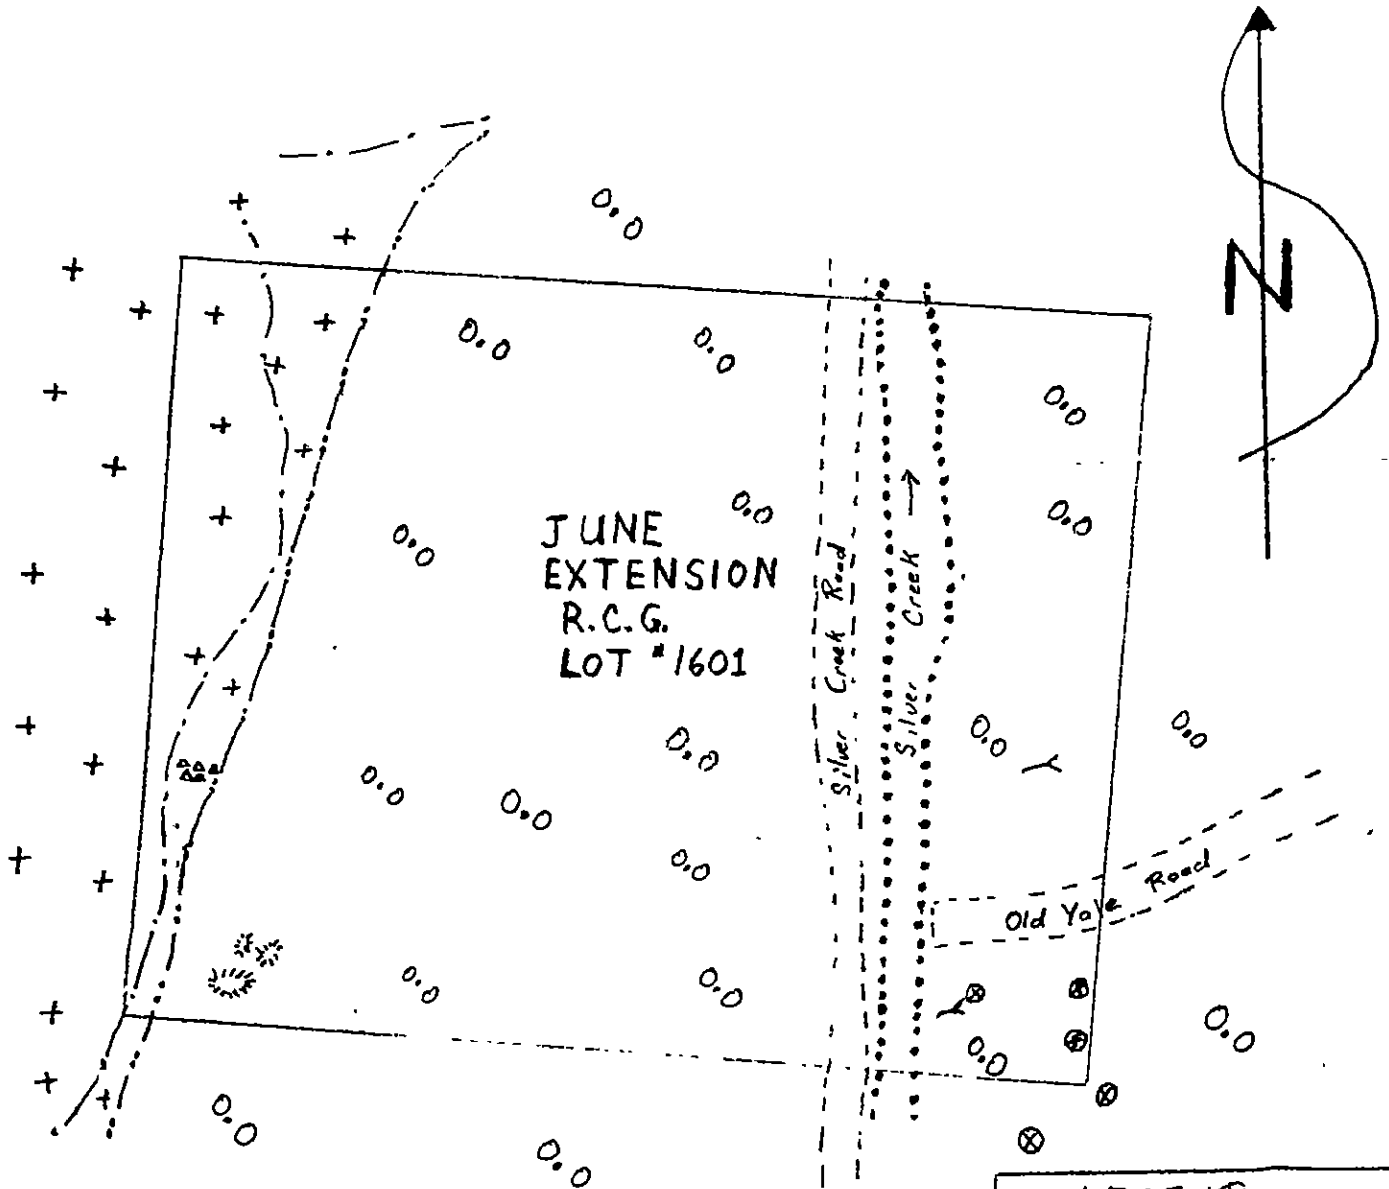 N
JUNE
EXTENSION
R.C.G.
LOT #1601
Silver Creek Road
Silver Creek →
Old Yale Road